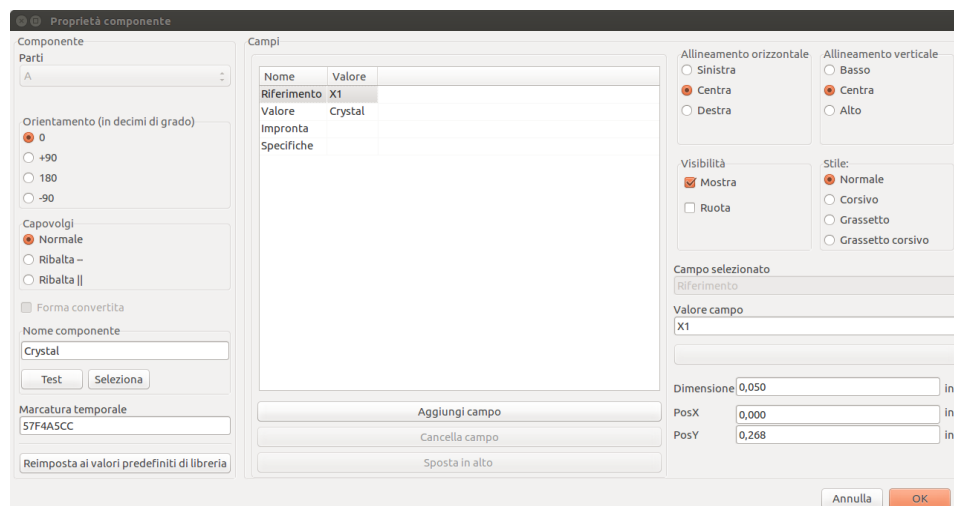 Proprietà componente
Componente
Parti
A
Orientamento (in decimi di grado)
0
+90
180
-90
Capovolgi
Normale
Ribalta --
Ribalta ||
Forma convertita
Nome componente
Crystal
Test Seleziona
Marcatura temporale
57F4A5CC
Reimposta ai valori predefiniti di libreria
Campi
Nome Valore
Riferimento X1
Valore Crystal
Impronta
Specifiche
Aggiungi campo
Cancella campo
Sposta in alto
Allineamento orizzontale
Sinistra
Centra
Destra
Allineamento verticale
Basso
Centra
Alto
Visibilità
Mostra
Ruota
Stile:
Normale
Corsivo
Grassetto
Grassetto corsivo
Campo selezionato
Riferimento
Valore campo
X1
Dimensione 0,050 in
PosX 0,000 in
PosY 0,268 in
Annulla OK